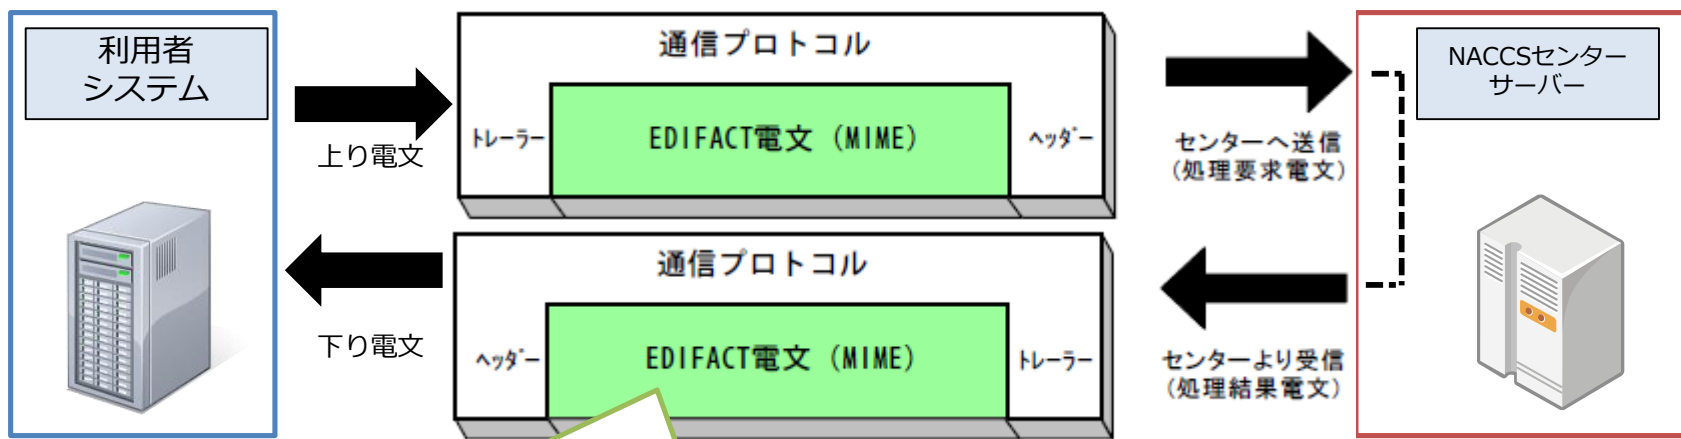 利用者
システム
上り電文
通信プロトコル
ﾄﾚｰﾗｰ
EDIFACT電文（MIME）
ﾍｯﾀﾞｰ
センターへ送信
(処理要求電文)
NACCSセンター
サーバー
下り電文
通信プロトコル
ﾍｯﾀﾞｰ
EDIFACT電文（MIME）
ﾄﾚｰﾗｰ
センターより受信
(処理結果電文)